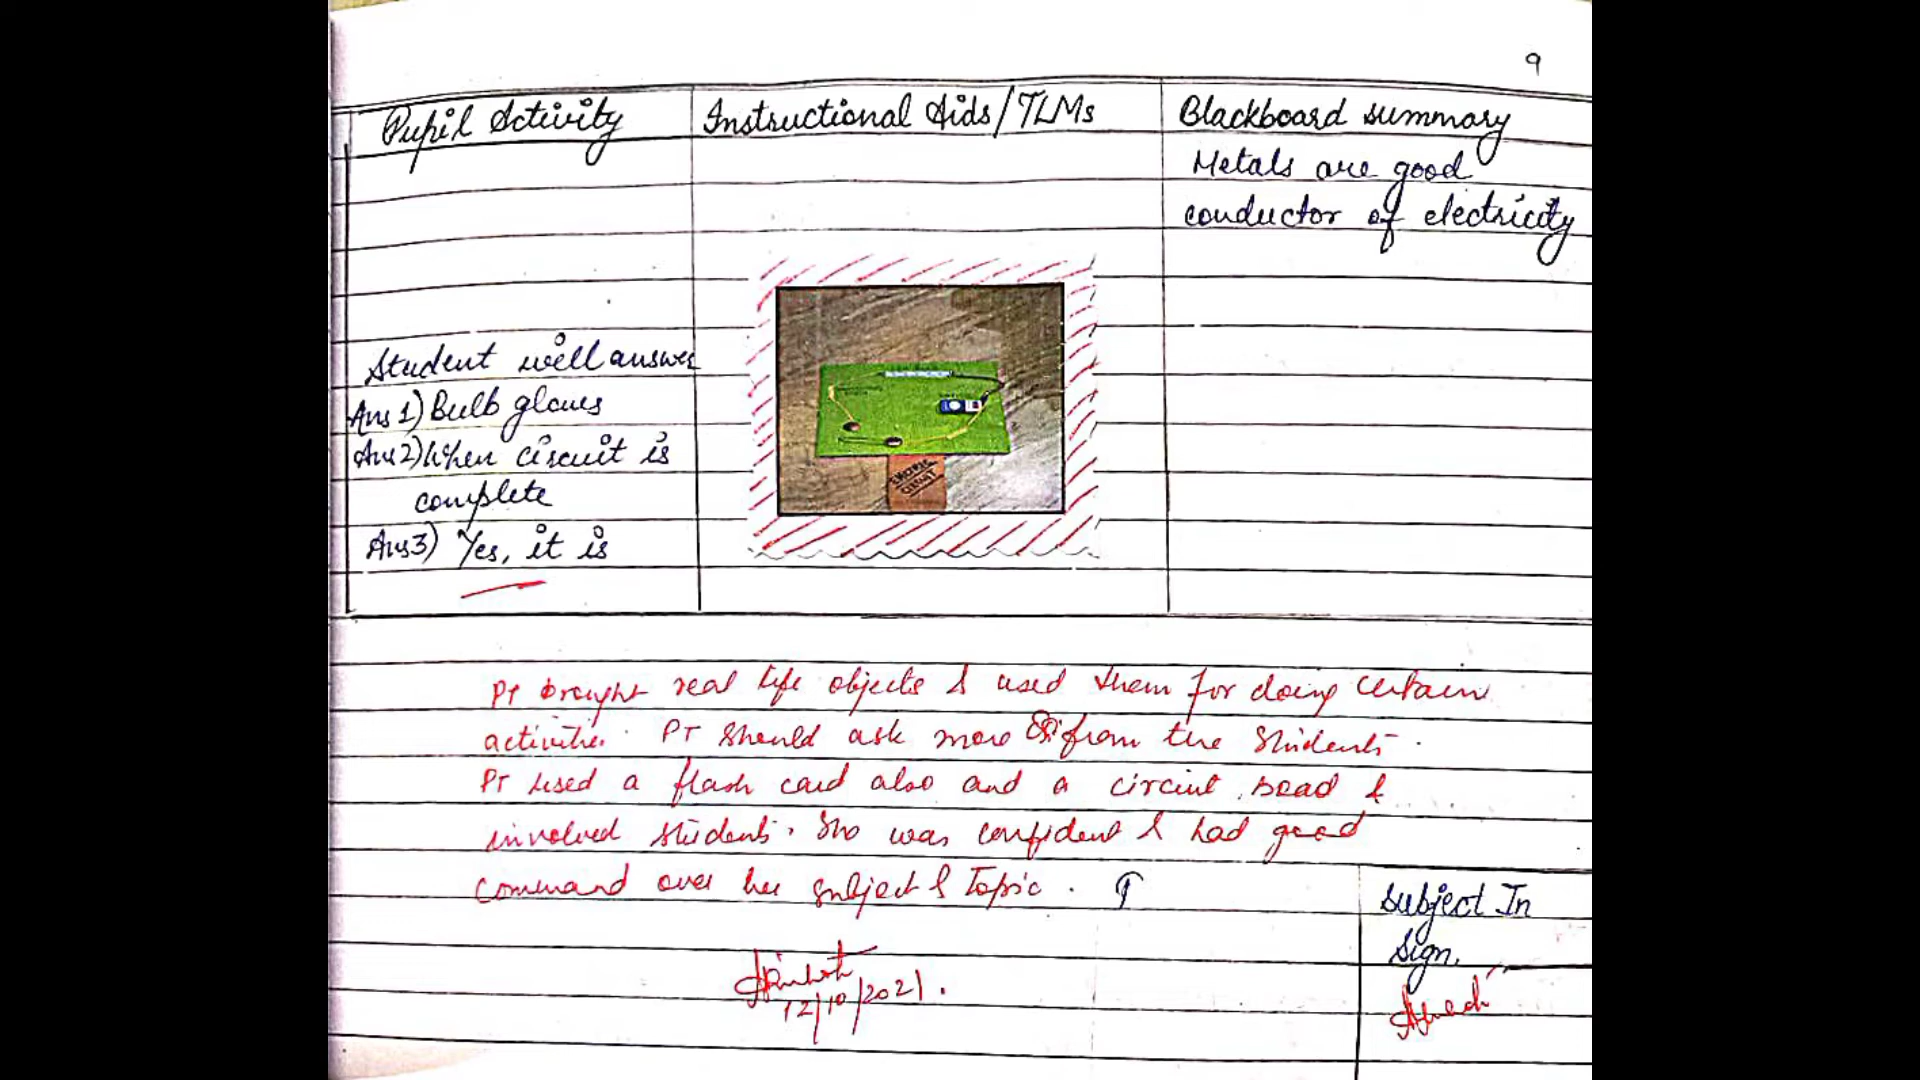 9
Pupil Activity
Instructional Aids/TLMs
Blackboard summary
Metals are good
conductor of electricity
Student well answer
Ans 1) Bulb glows
Ans 2) When circuit is
complete
Ans 3) Yes, it is
ELECTRIC
CIRCUIT
PT brought real life objects & used them for doing certain
activities. PT should ask more from the students.
PT used a flash card also and a circuit &
involved students. She was confident & had good
command over her subject & Topic.
Subject In
Sign.
12/10/2021.